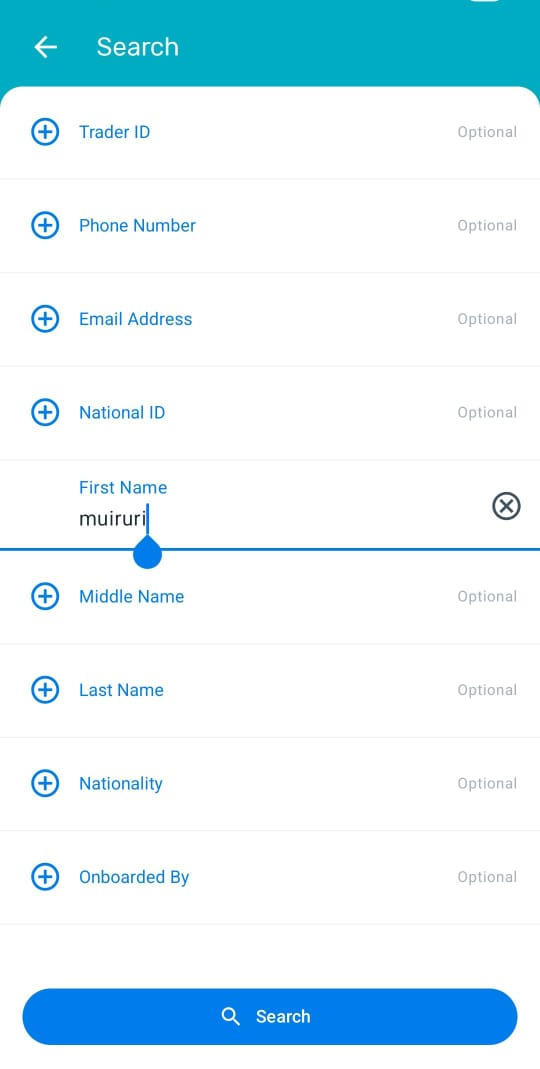 Search
Trader ID Optional
Phone Number Optional
Email Address Optional
National ID Optional
First Name
muiruri
Middle Name Optional
Last Name Optional
Nationality Optional
Onboarded By Optional
Search